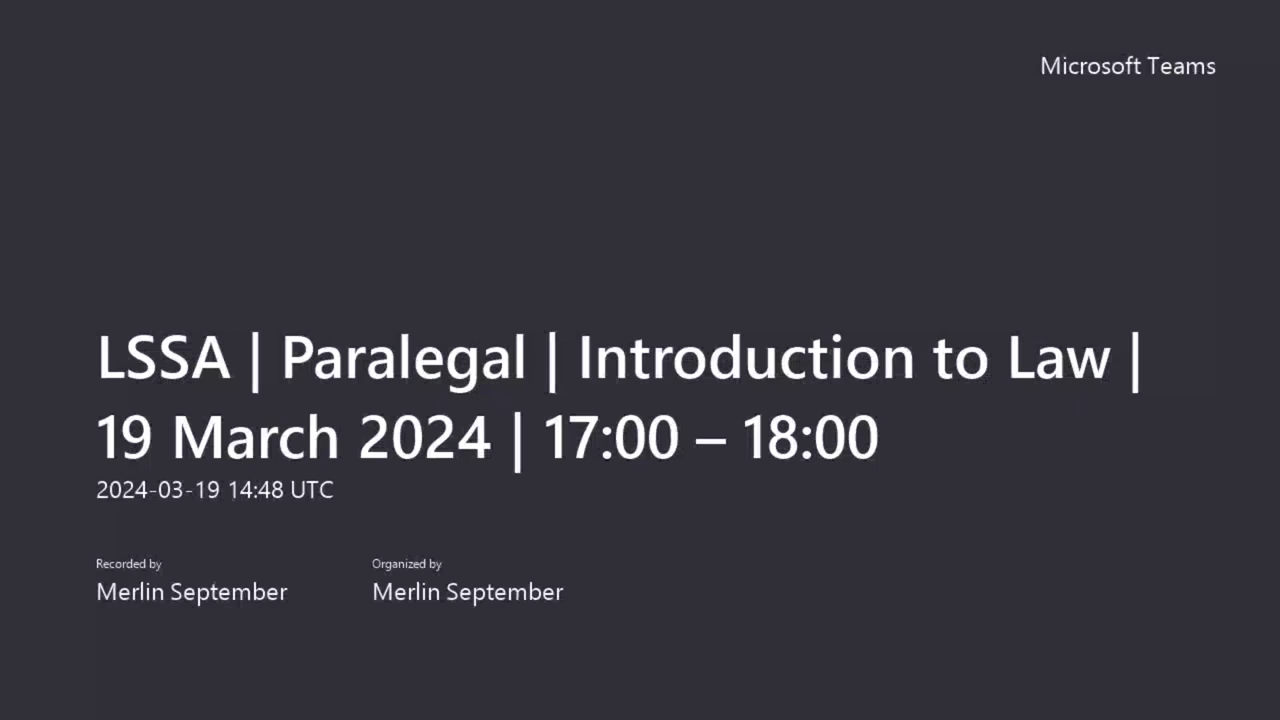 Microsoft Teams
LSSA | Paralegal | Introduction to Law |
19 March 2024 | 17:00 – 18:00
2024-03-19 14:48 UTC
Recorded by
Organized by
Merlin September
Merlin September